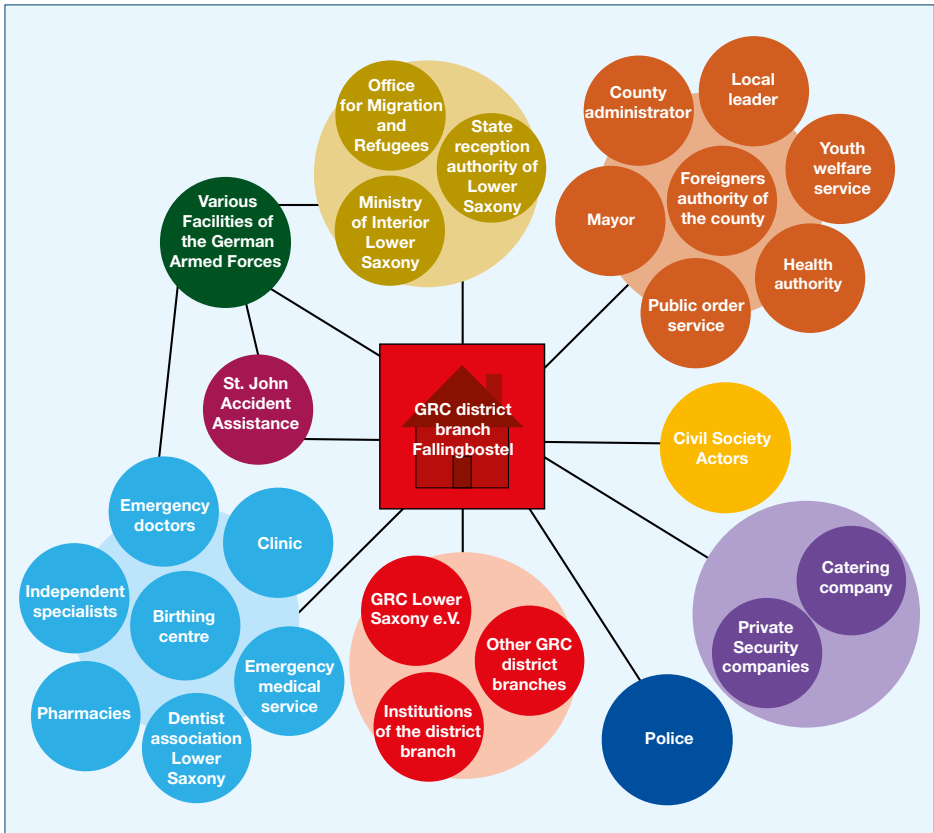 Office
for Migration
and
Refugees
State
reception
authority of
Lower
Saxony
Ministry
of Interior
Lower
Saxony
County
administrator
Local
leader
Youth
welfare
service
Foreigners
authority of
the county
Mayor
Health
authority
Public order
service
Various
Facilities of
the German
Armed Forces
St. John
Accident
Assistance
GRC district
branch
Fallingbostel
Civil Society
Actors
Emergency
doctors
Clinic
Independent
specialists
Birthing
centre
Emergency
medical
service
Pharmacies
Dentist
association
Lower
Saxony
GRC Lower
Saxony e.V.
Other GRC
district
branches
Institutions
of the district
branch
Catering
company
Private
Security
companies
Police